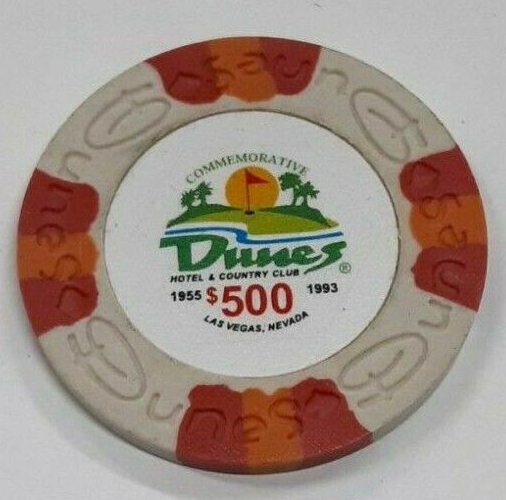 COMMEMORATIVE
Dunes ®
HOTEL & COUNTRY CLUB
1955 $500 1993
LAS VEGAS, NEVADA